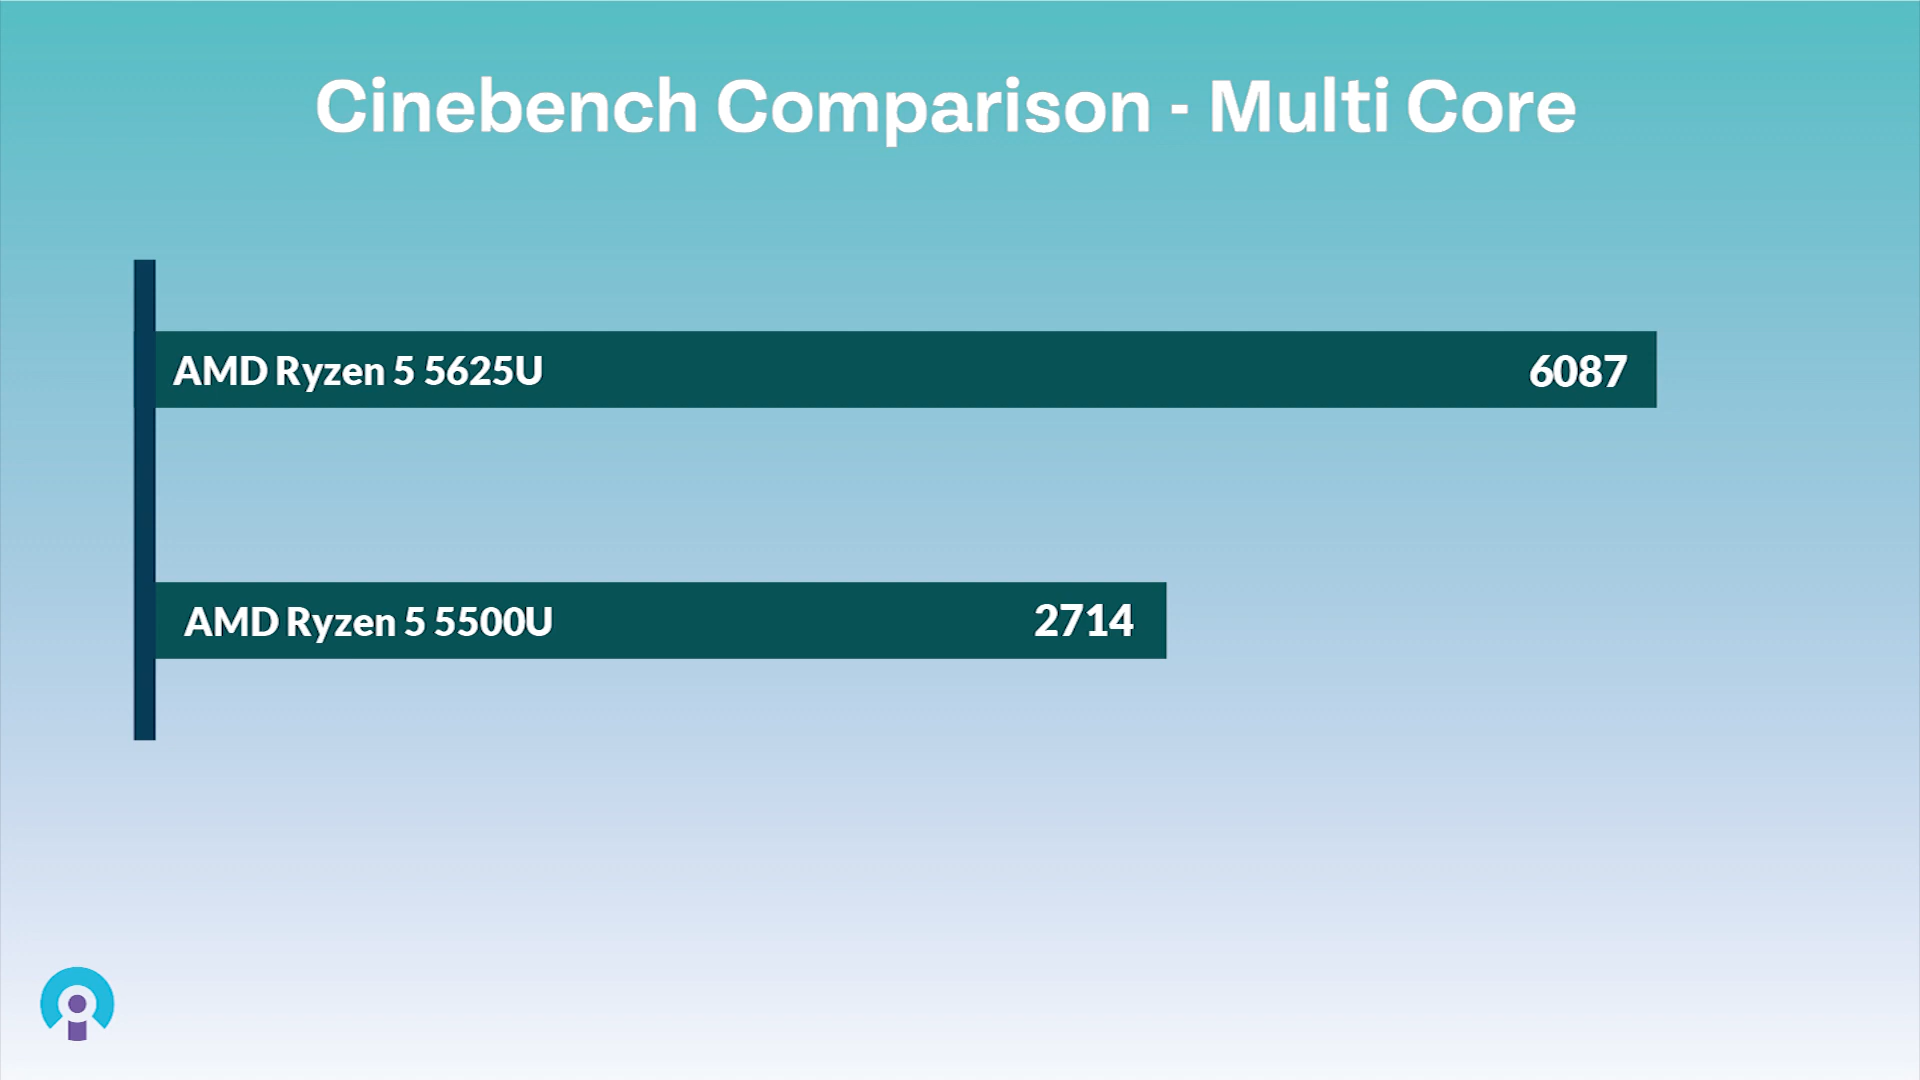 Cinebench Comparison - Multi Core
AMD Ryzen 5 5625U 6087
AMD Ryzen 5 5500U 2714